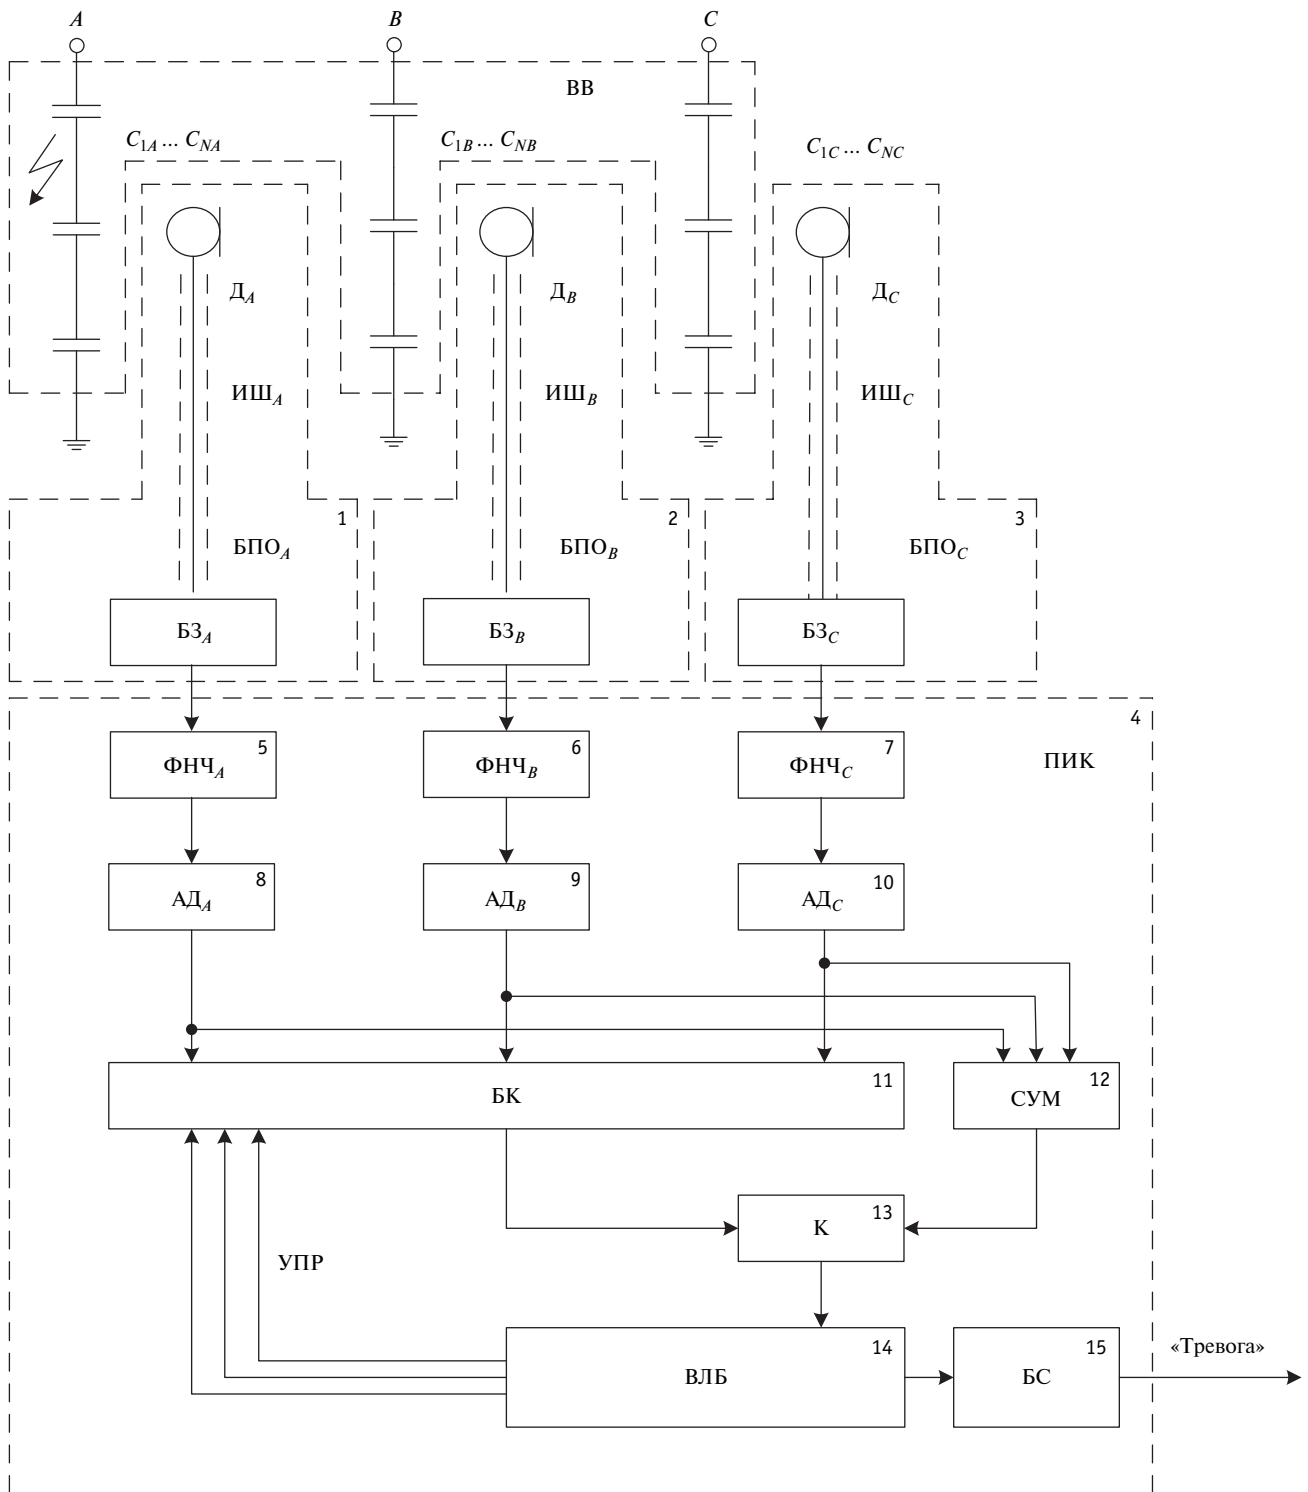 A B C
ВВ
C1A ... CNA C1B ... CNB C1C ... CNC
ДA ДB ДC
ИШA ИШB ИШC
1 2 3
БПОA БПОB БПОC
БЗA БЗB БЗC
4
5 6 7
ФНЧA ФНЧB ФНЧC ПИК
8 9 10
АДA АДB АДC
11 12
БК СУМ
13
К
УПР
14 15 «Тревога»
ВЛБ БС